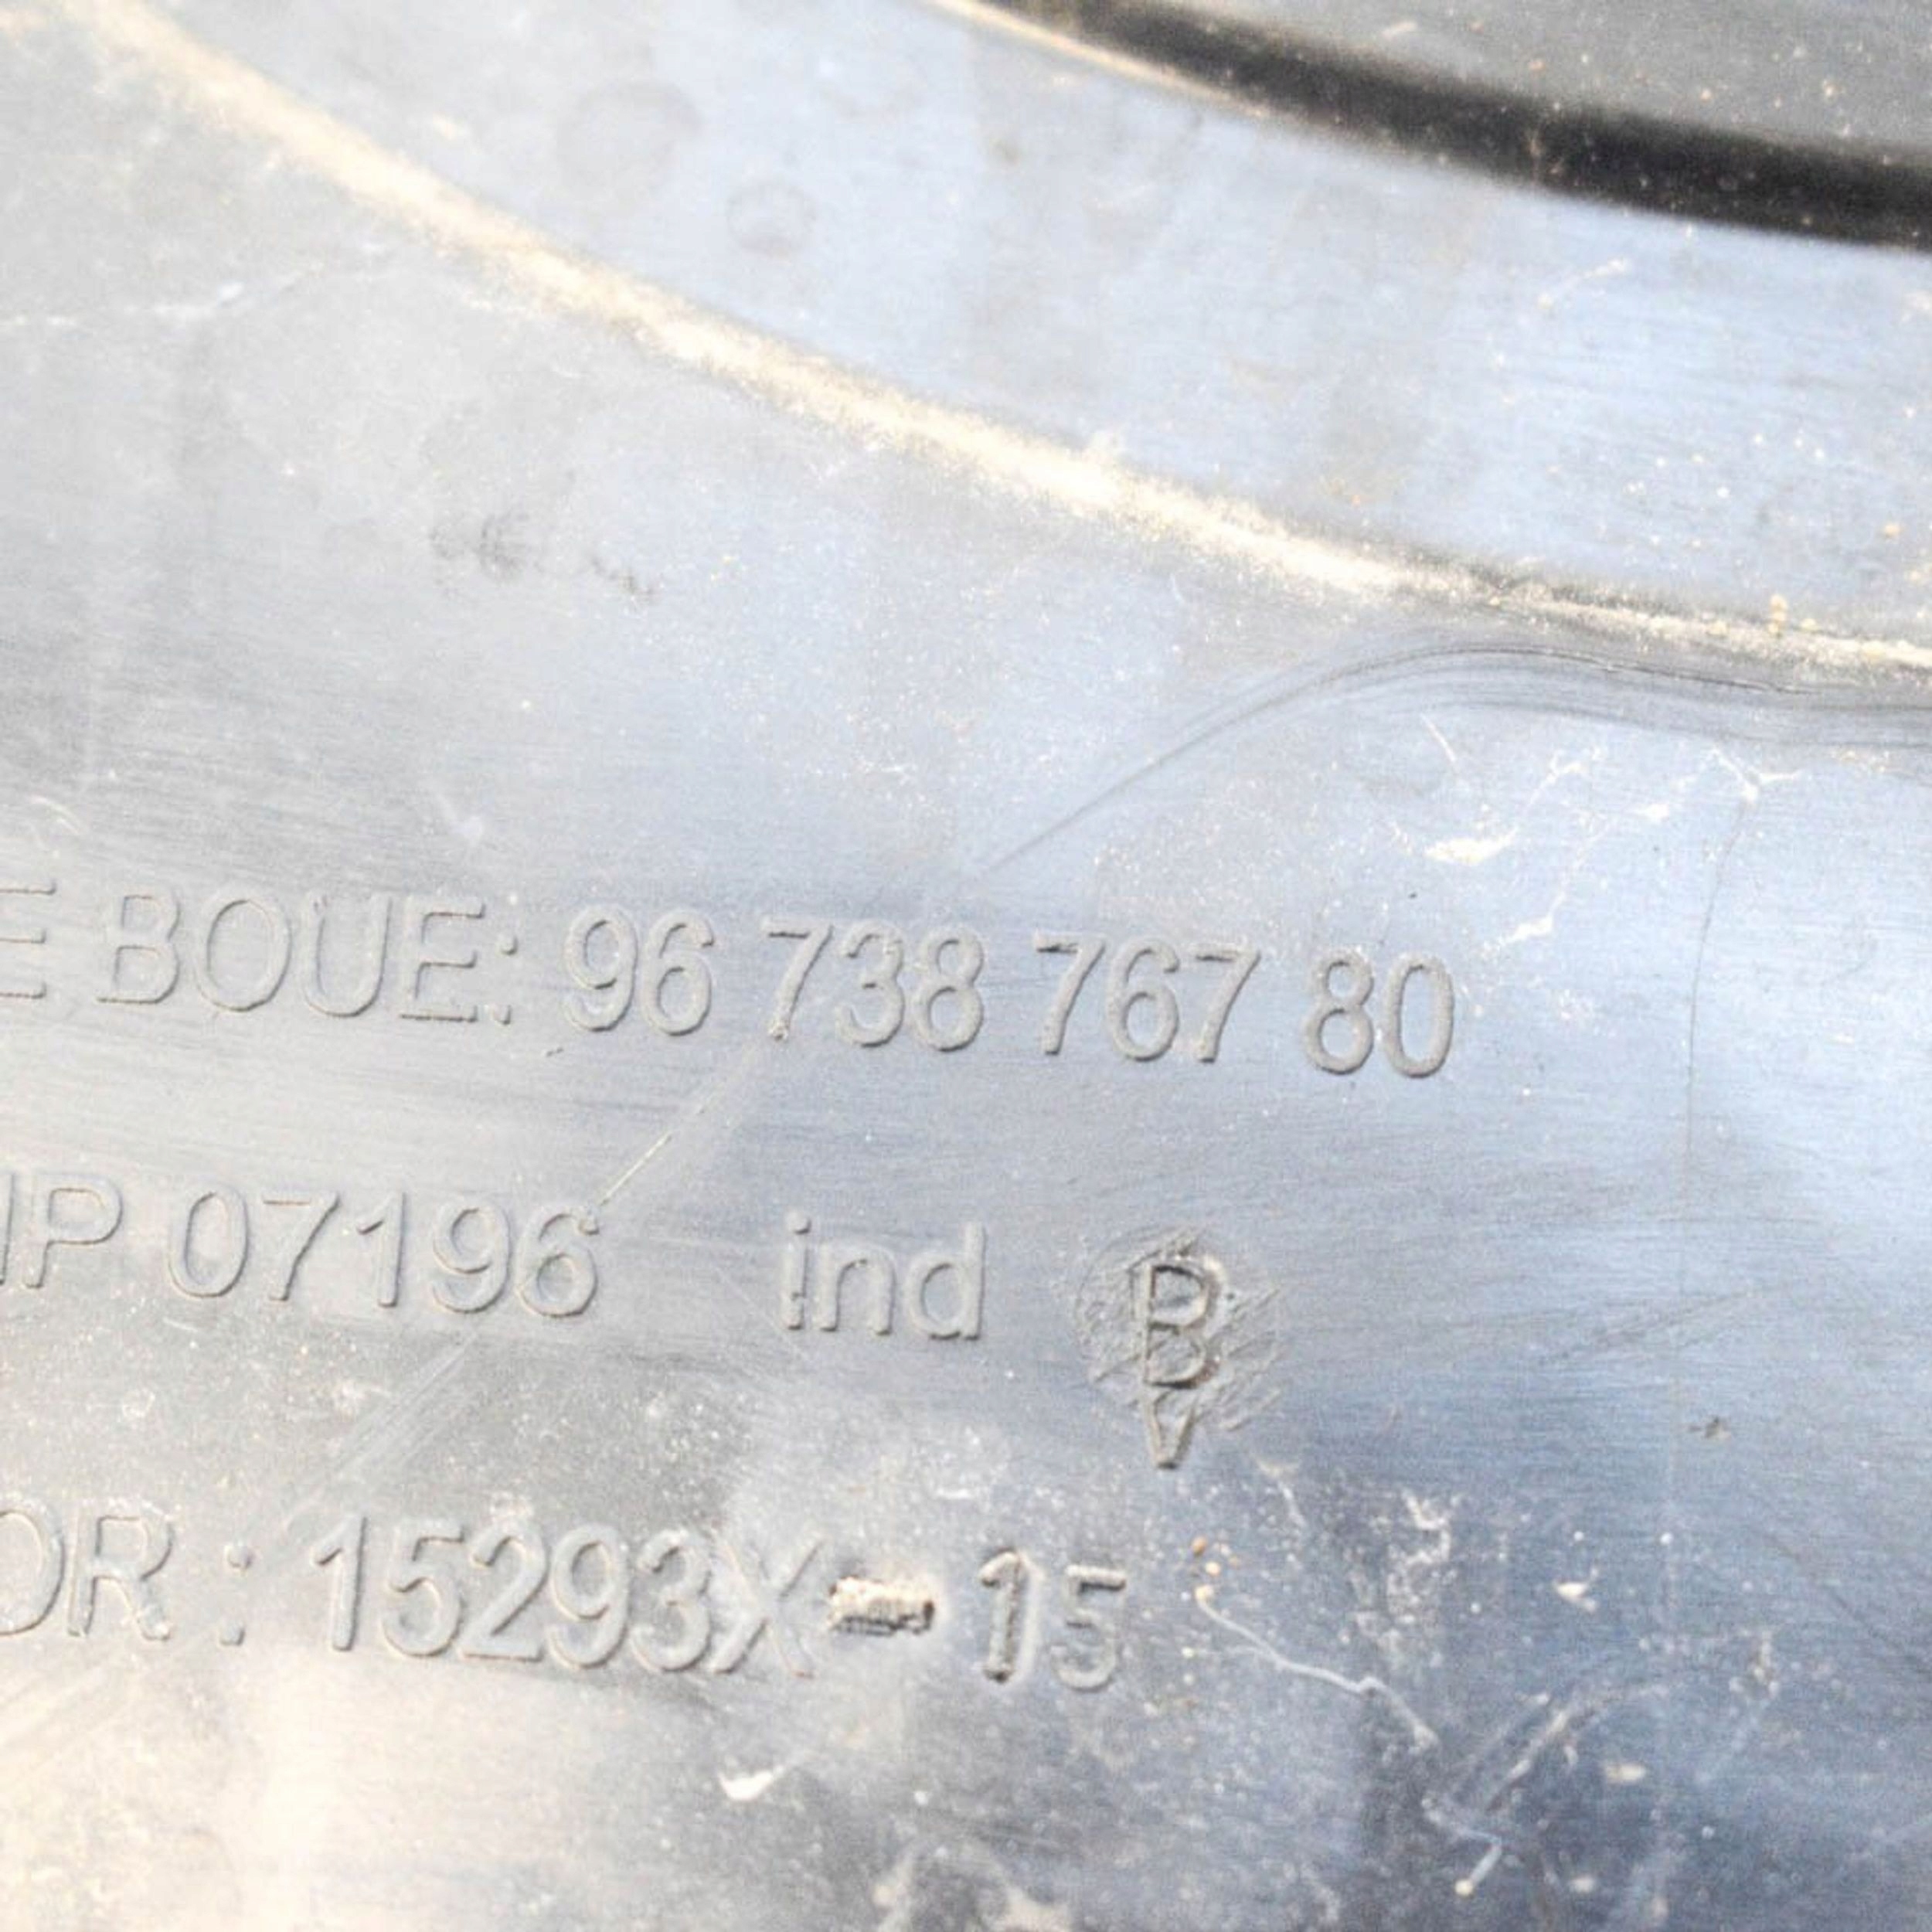 E BOUE: 96 738 767 80
IP 07196 ind B
V
OR : 15293X-15